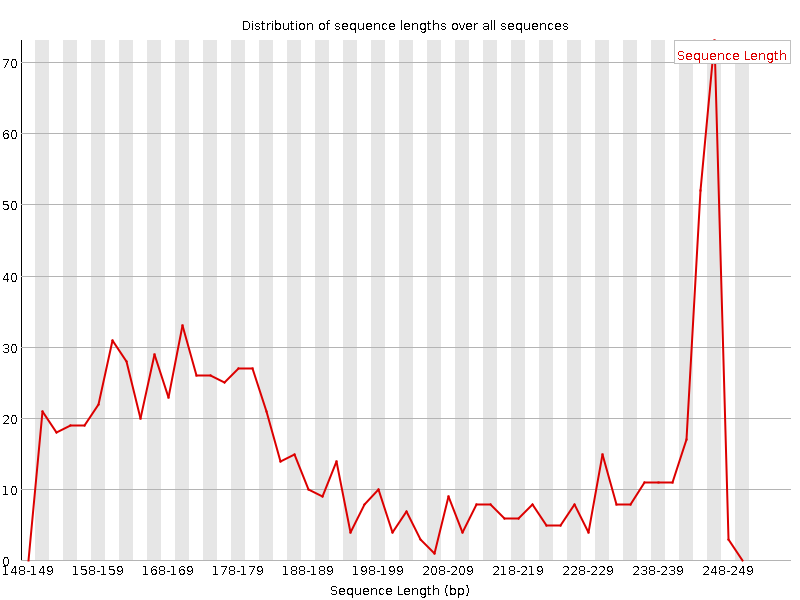 Distribution of sequence lengths over all sequences
Sequence Length
70
60
50
40
30
20
10
0
148-149 158-159 168-169 178-179 188-189 198-199 208-209 218-219 228-229 238-239 248-249
Sequence Length (bp)